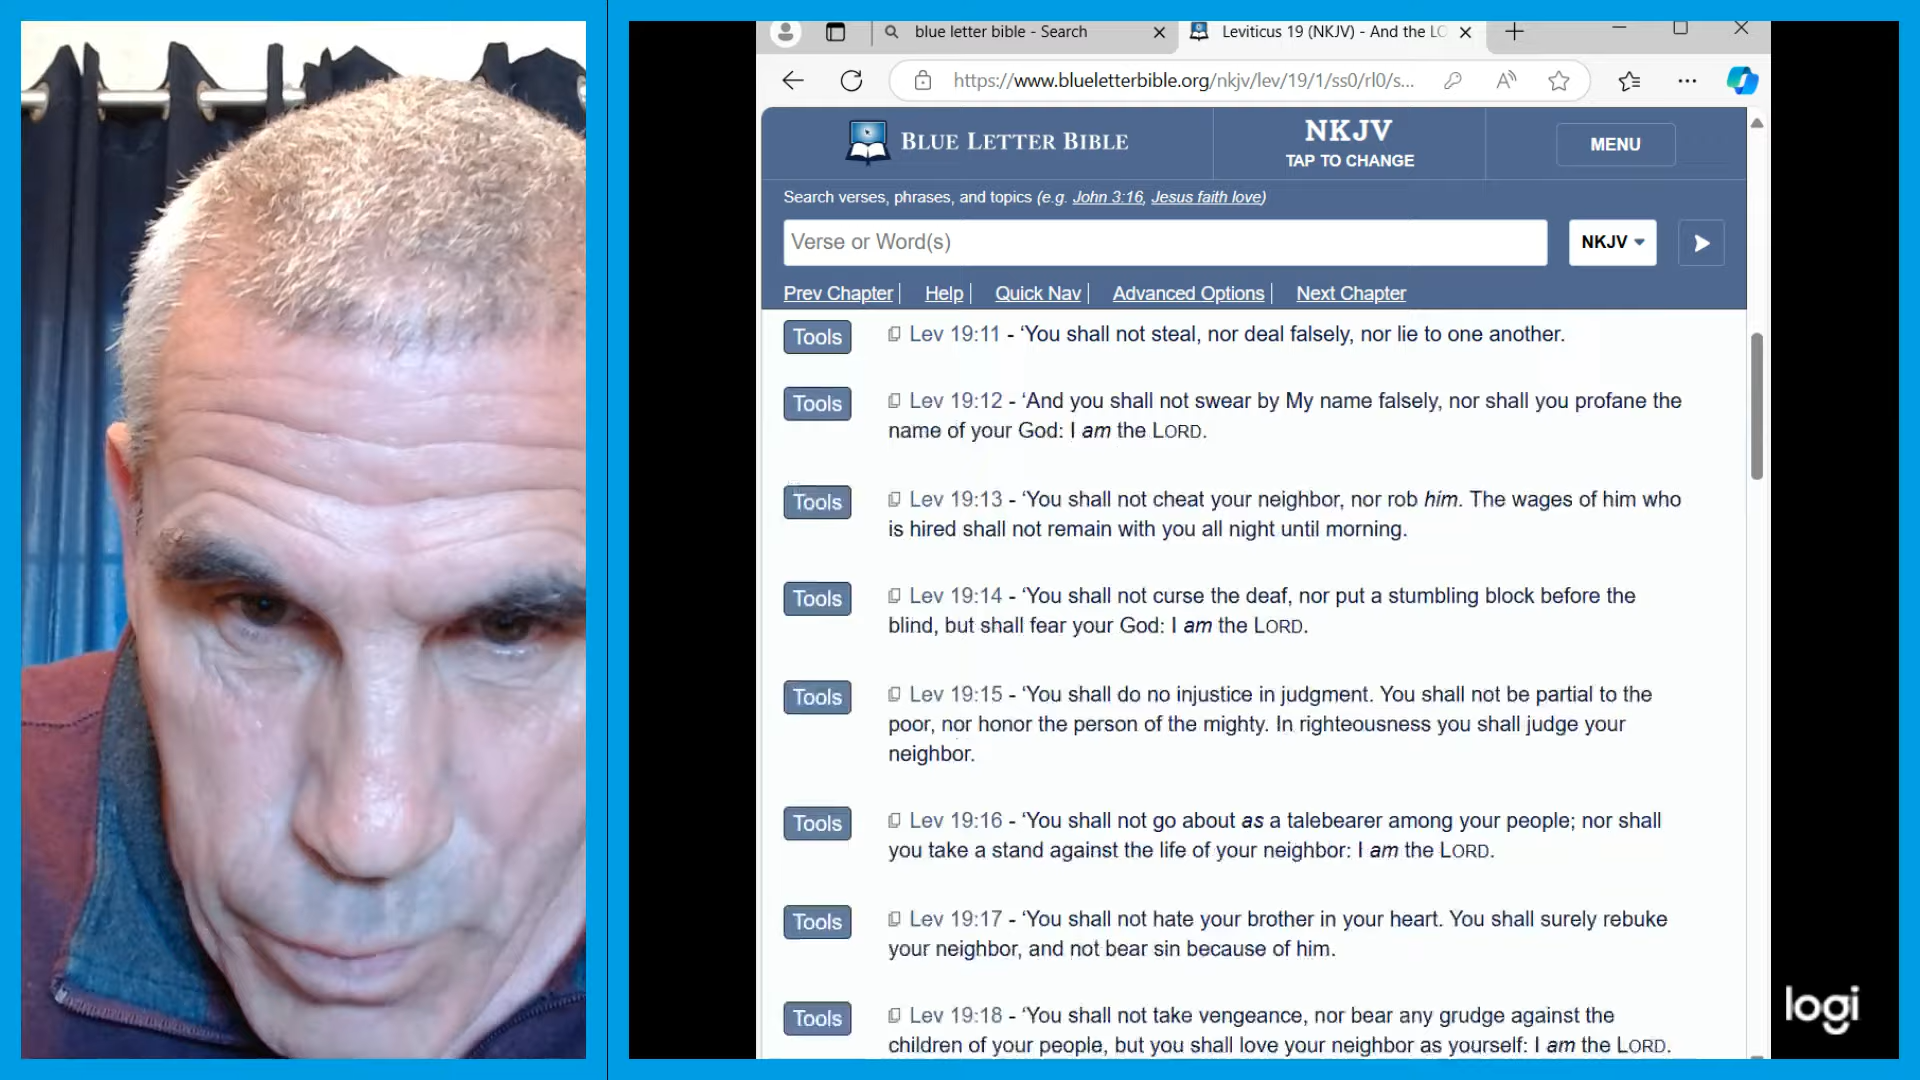 blue letter bible - Search
Leviticus 19 (NKJV) - And the LO
https://www.blueletterbible.org/nkjv/lev/19/1/ss0/rl0/s...
BLUE LETTER BIBLE
NKJV
TAP TO CHANGE
MENU
Search verses, phrases, and topics (e.g. John 3:16, Jesus faith love)
Verse or Word(s)
NKJV
Prev Chapter | Help | Quick Nav | Advanced Options | Next Chapter
Tools
Lev 19:11 - ‘You shall not steal, nor deal falsely, nor lie to one another.
Tools
Lev 19:12 - ‘And you shall not swear by My name falsely, nor shall you profane the
name of your God: I am the LORD.
Tools
Lev 19:13 - ‘You shall not cheat your neighbor, nor rob him. The wages of him who
is hired shall not remain with you all night until morning.
Tools
Lev 19:14 - ‘You shall not curse the deaf, nor put a stumbling block before the
blind, but shall fear your God: I am the LORD.
Tools
Lev 19:15 - ‘You shall do no injustice in judgment. You shall not be partial to the
poor, nor honor the person of the mighty. In righteousness you shall judge your
neighbor.
Tools
Lev 19:16 - ‘You shall not go about as a talebearer among your people; nor shall
you take a stand against the life of your neighbor: I am the LORD.
Tools
Lev 19:17 - ‘You shall not hate your brother in your heart. You shall surely rebuke
your neighbor, and not bear sin because of him.
Tools
Lev 19:18 - ‘You shall not take vengeance, nor bear any grudge against the
children of your people, but you shall love your neighbor as yourself: I am the LORD.
logi